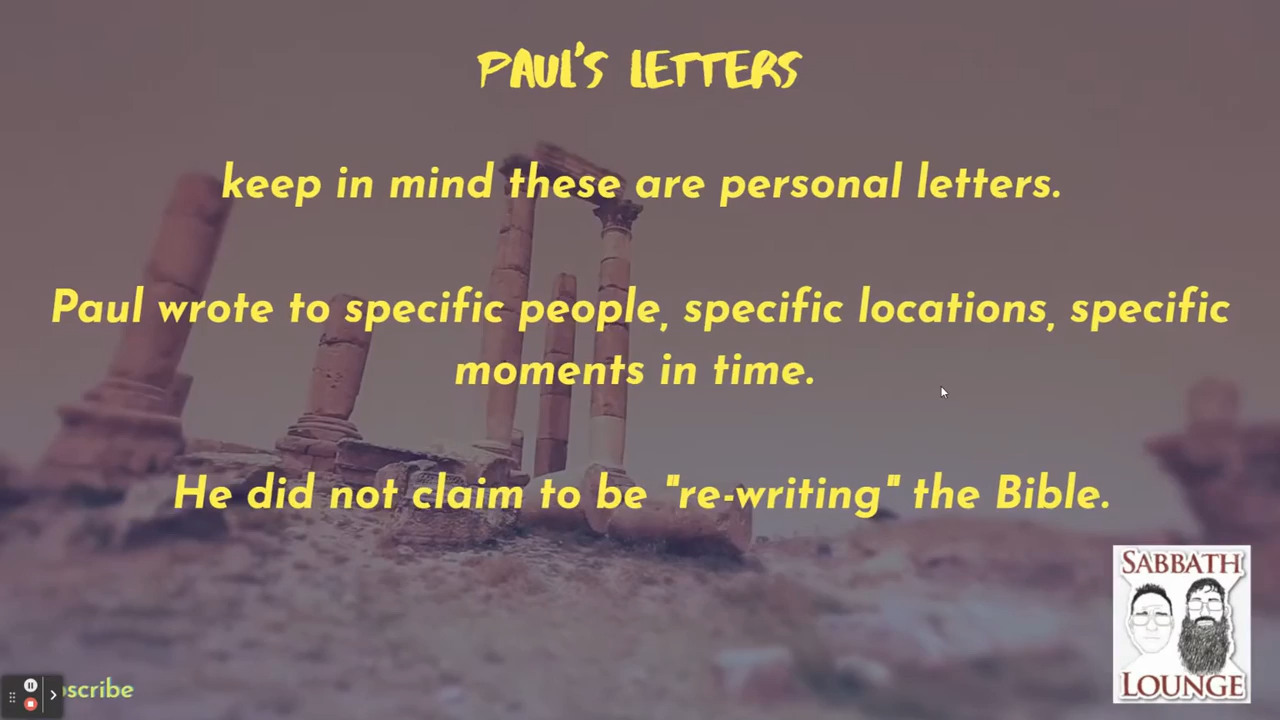 PAUL'S LETTERS
keep in mind these are personal letters.
Paul wrote to specific people, specific locations, specific
moments in time.
He did not claim to be "re-writing" the Bible.
SABBATH
LOUNGE